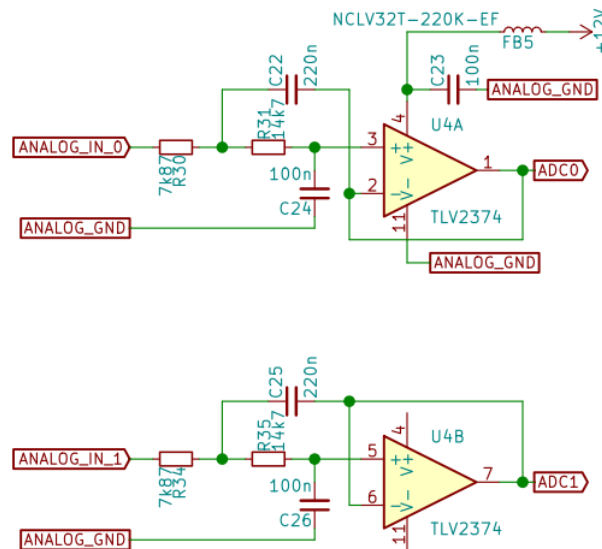 NCLV32T-220K-EF
FB5
+12V
C22
220n
C23
100n
ANALOG_GND
U4A
4
ANALOG_IN_0
7k87
R30
R31
14k7
3
+
V+
1
ADC0
100n
2
-
V-
C24
11
TLV2374
ANALOG_GND
ANALOG_GND
C25
220n
4
U4B
ANALOG_IN_1
7k87
R34
R35
14k7
5
+
V+
7
ADC1
100n
6
-
V-
C26
11
TLV2374
ANALOG_GND